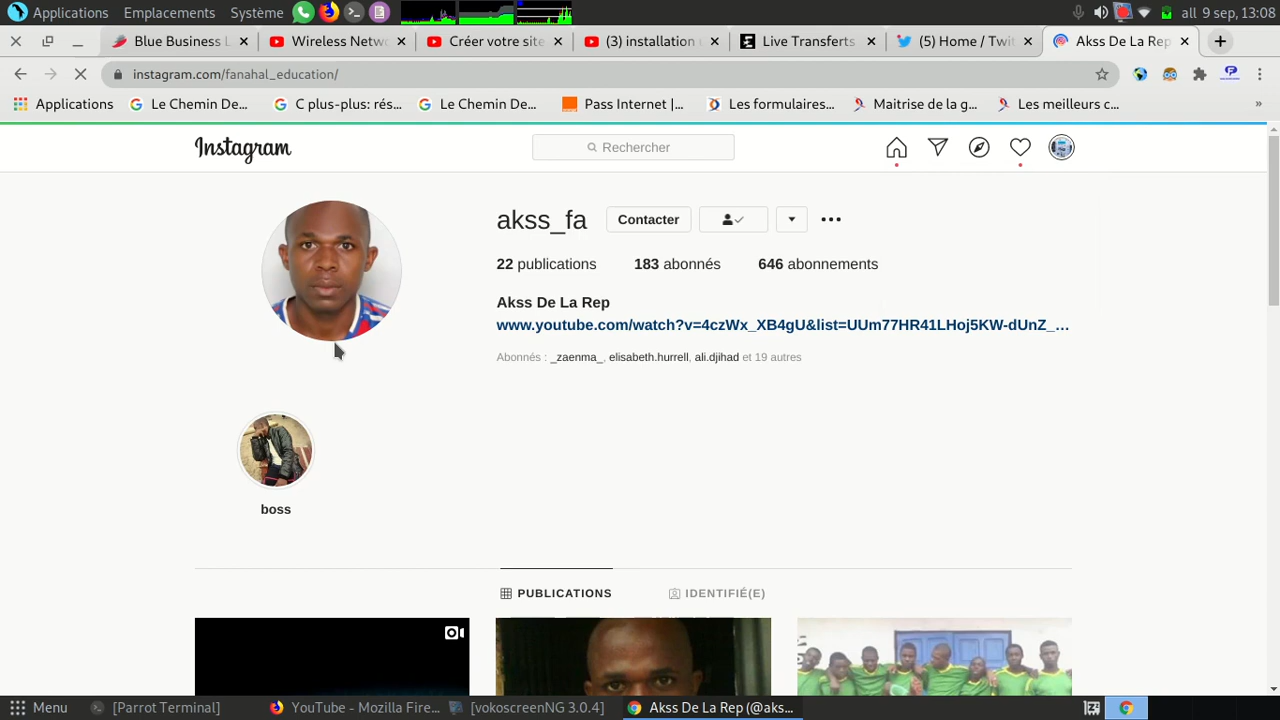 Applications Emplacements Système all 9 sep, 13:08
Blue Business L YouTube Wireless Netw Créer votre site (3) installation Live Transferts (5) Home / Twit Akss De La Rep
instagram.com/fanahal_education/
Applications Le Chemin De... C plus-plus: rés... Le Chemin De... Pass Internet |... Les formulaires... Maitrise de la g... Les meilleurs c... »
Instagram Rechercher
akss_fa Contacter
22 publications 183 abonnés 646 abonnements
Akss De La Rep
www.youtube.com/watch?v=4czWx_XB4gU&list=UUm77HR41LHoj5KW-dUnZ_...
Abonnés : _zaenma_, elisabeth.hurrell, ali.djihad et 19 autres
boss
PUBLICATIONS IDENTIFIÉ(E)
Menu [Parrot Terminal] YouTube - Mozilla Fire... [vokoscreenNG 3.0.4] Akss De La Rep (@aks...